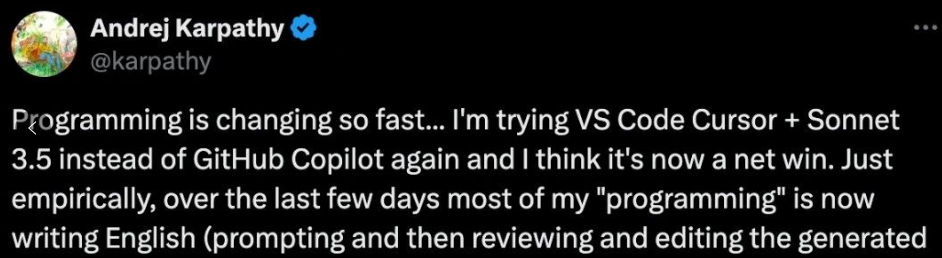 Andrej Karpathy
@karpathy
Programming is changing so fast... I'm trying VS Code Cursor + Sonnet
3.5 instead of GitHub Copilot again and I think it's now a net win. Just
empirically, over the last few days most of my "programming" is now
writing English (prompting and then reviewing and editing the generated